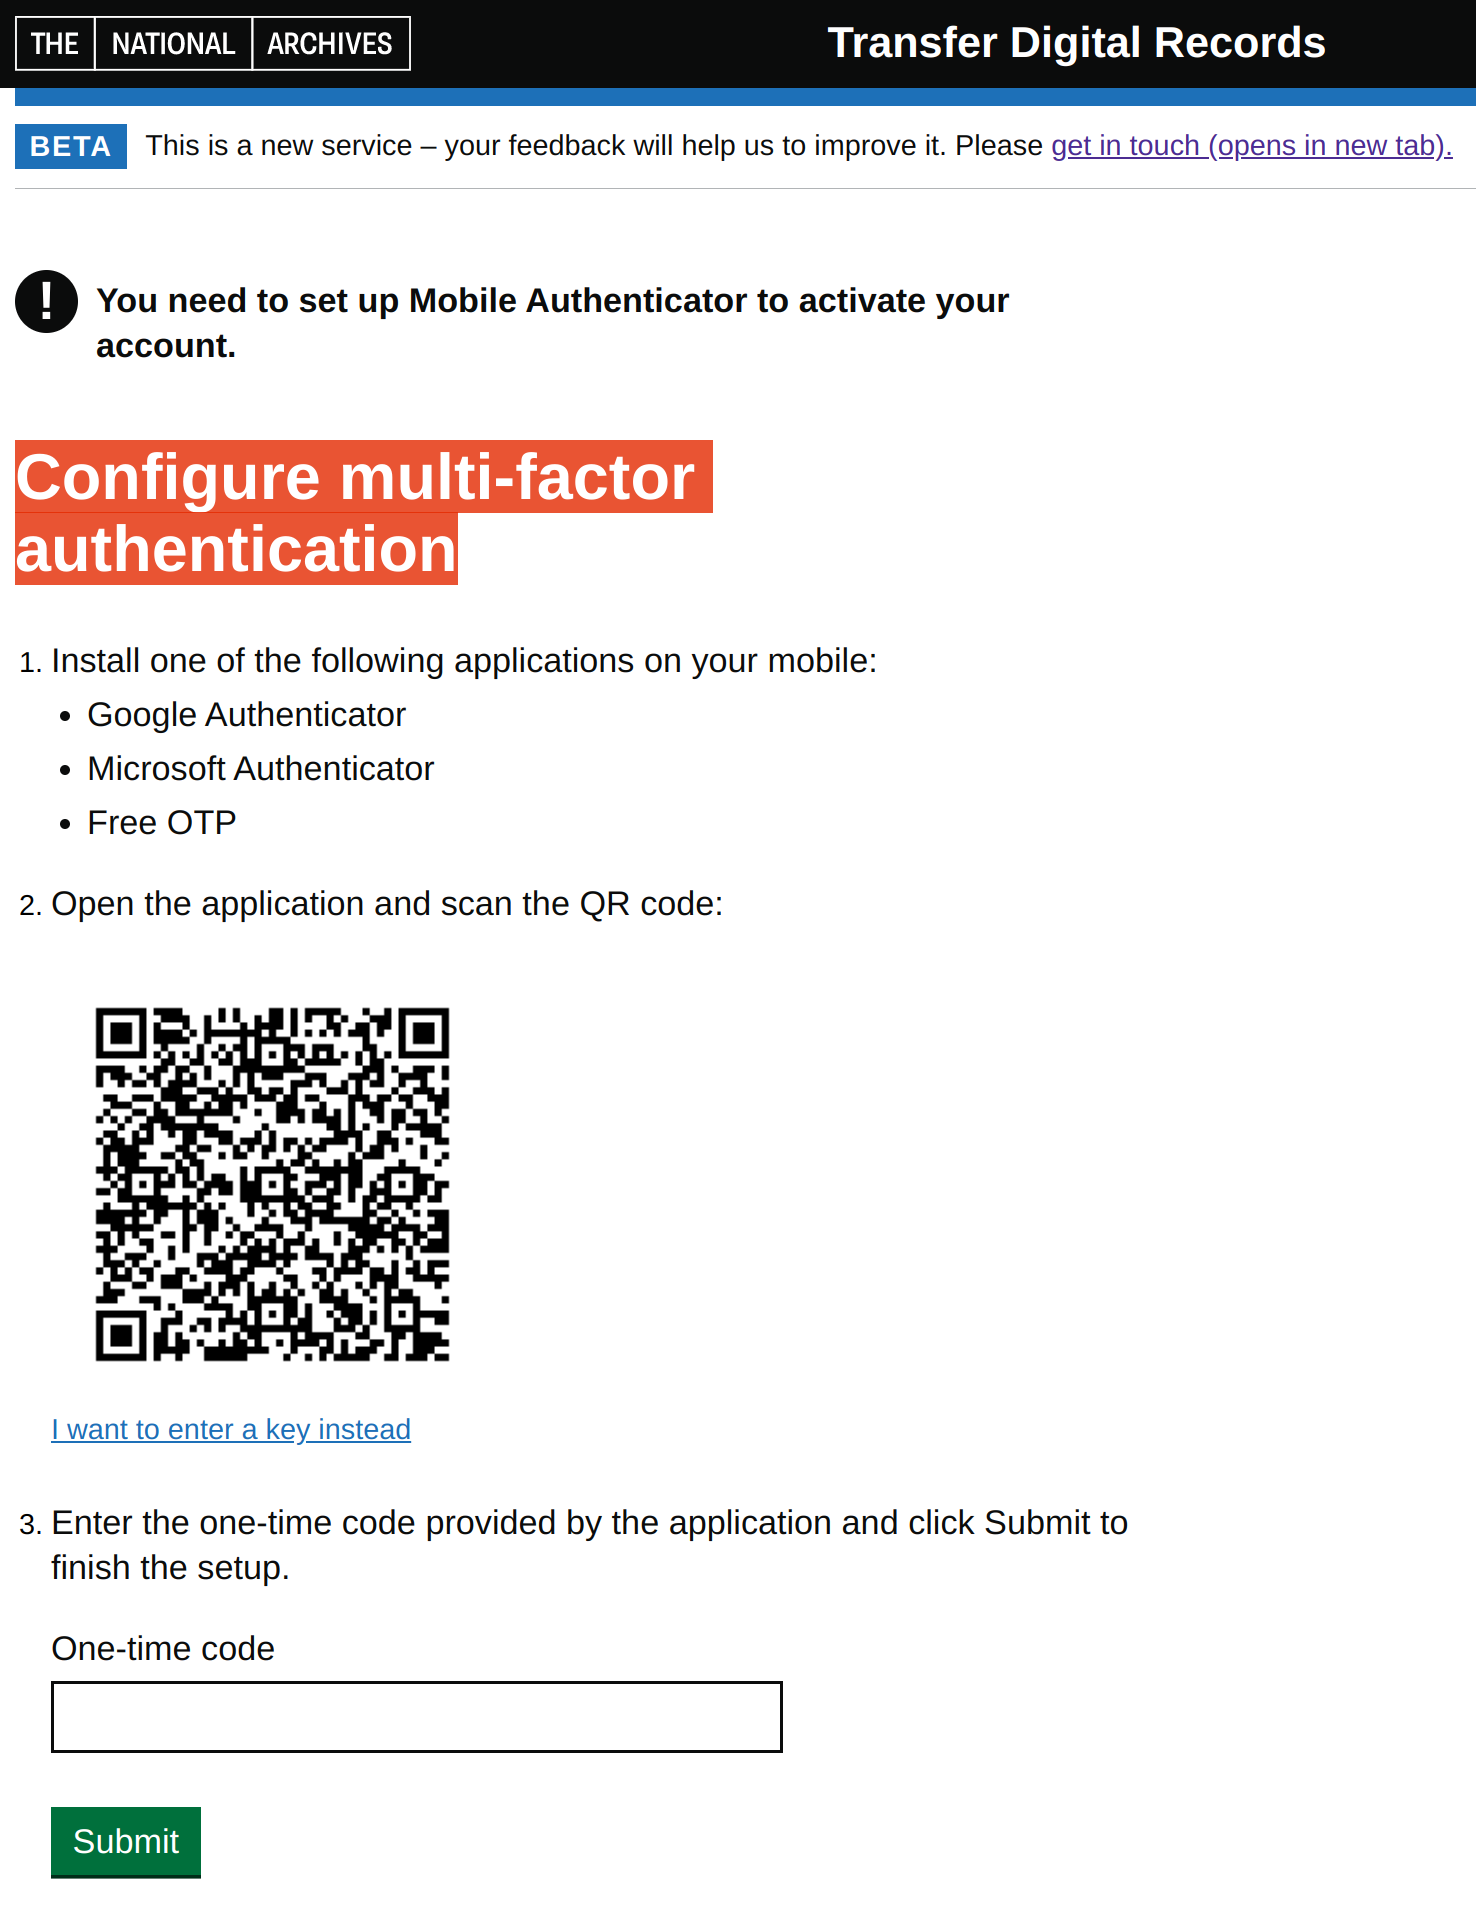 THE NATIONAL ARCHIVES
Transfer Digital Records
BETA This is a new service – your feedback will help us to improve it. Please get in touch (opens in new tab).
! You need to set up Mobile Authenticator to activate your
account.
Configure multi-factor
authentication
1. Install one of the following applications on your mobile:
• Google Authenticator
• Microsoft Authenticator
• Free OTP
2. Open the application and scan the QR code:
I want to enter a key instead
3. Enter the one-time code provided by the application and click Submit to
finish the setup.
One-time code
Submit